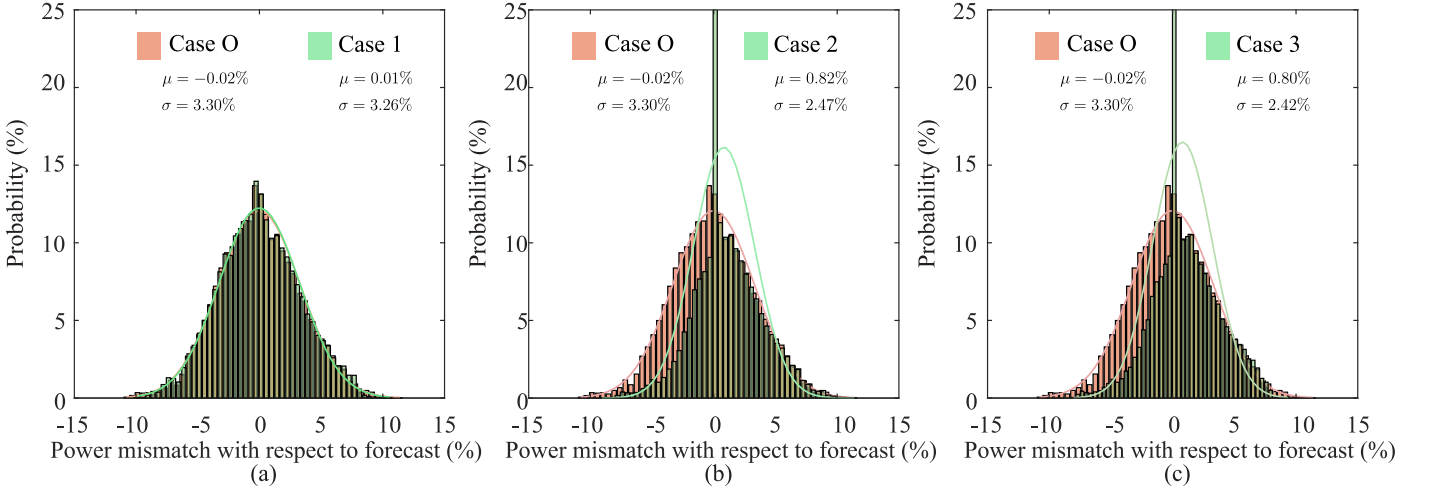 25
20
15
10
5
0
-15
-10
-5
0
5
10
15
Probability (%)
Case O
Case 1
μ = −0.02%
μ = 0.01%
σ = 3.30%
σ = 3.26%
Power mismatch with respect to forecast (%)
(a)
25
20
15
10
5
0
-15
-10
-5
0
5
10
15
Probability (%)
Case O
Case 2
μ = −0.02%
μ = 0.82%
σ = 3.30%
σ = 2.47%
Power mismatch with respect to forecast (%)
(b)
25
20
15
10
5
0
-15
-10
-5
0
5
10
15
Probability (%)
Case O
Case 3
μ = −0.02%
μ = 0.80%
σ = 3.30%
σ = 2.42%
Power mismatch with respect to forecast (%)
(c)